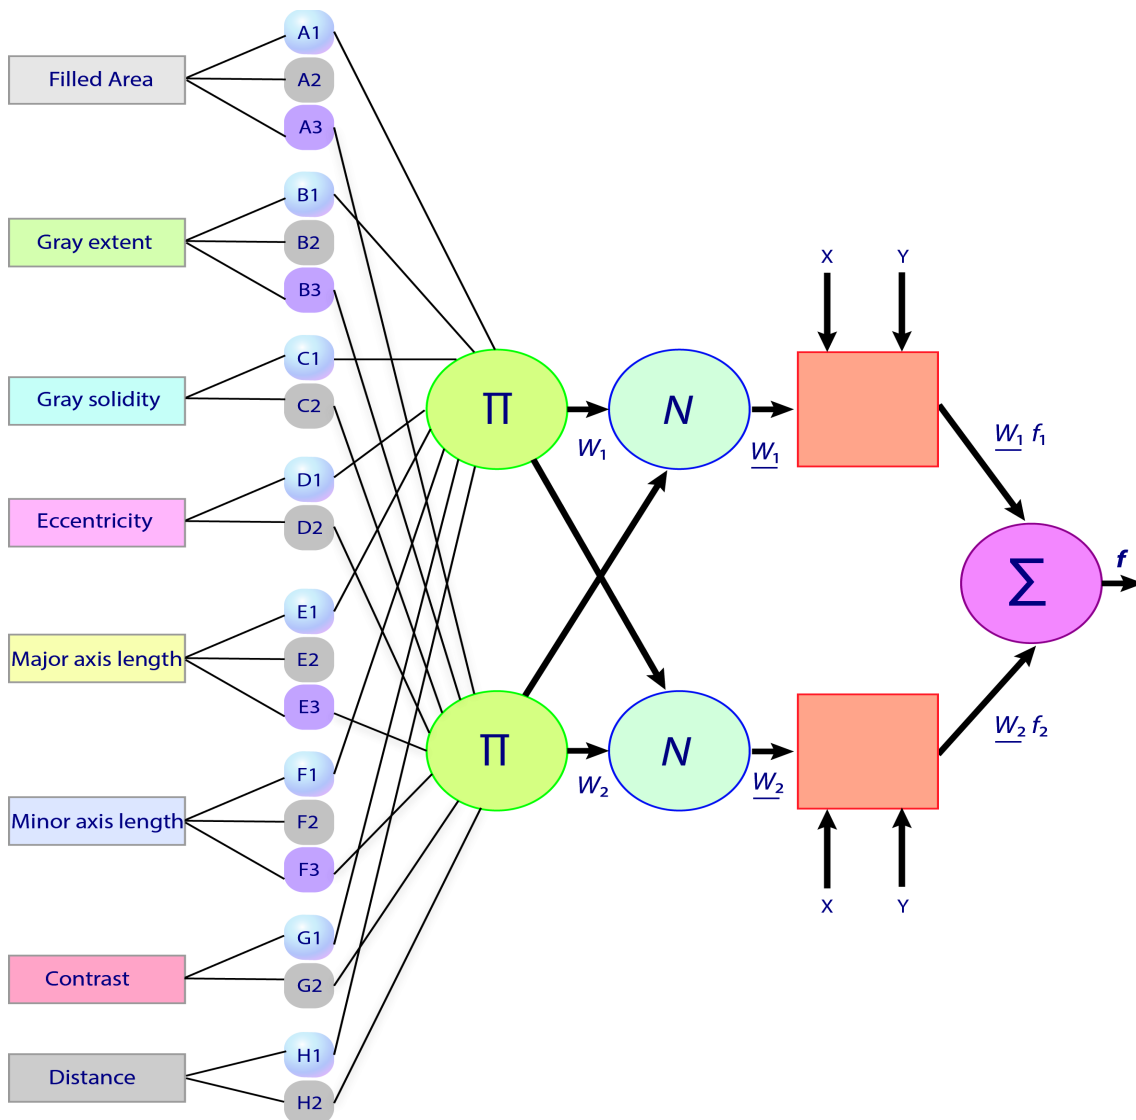 A1
Filled Area
A2
A3
B1
Gray extent
B2
B3
C1
Gray solidity
C2
D1
Eccentricity
D2
E1
Major axis length
E2
E3
F1
Minor axis length
F2
F3
G1
Contrast
G2
H1
Distance
H2
Π
W₁
N
W₁
X
Y
W₁ f₁
Π
W₂
N
W₂
X
Y
W₂ f₂
Σ
f